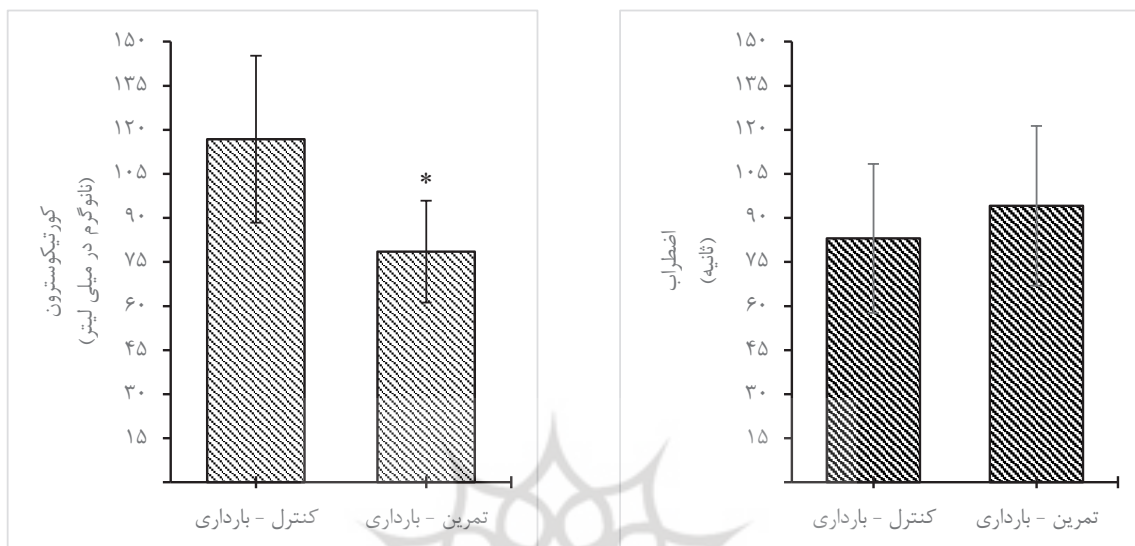 ۱۵۰
۱۳۵
۱۲۰
۱۰۵
۹۰
۷۵
۶۰
۴۵
۳۰
۱۵
کورتیکوسترون
(نانوگرم در میلی لیتر)
*
کنترل - بارداری
تمرین - بارداری
۱۵۰
۱۳۵
۱۲۰
۱۰۵
۹۰
۷۵
۶۰
۴۵
۳۰
۱۵
اضطراب
(ثانیه)
کنترل - بارداری
تمرین - بارداری